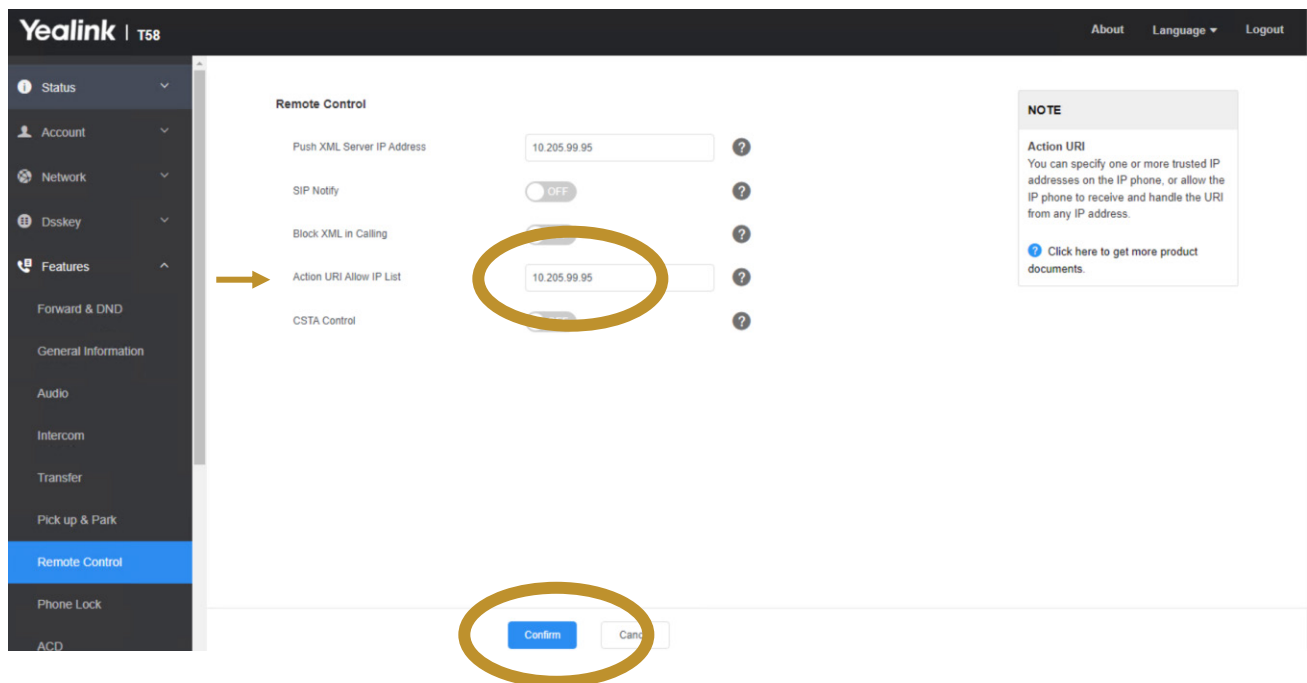 Yealink | T58
About Language Logout
Status
Account
Network
Dsskey
Features
Forward & DND
General Information
Audio
Intercom
Transfer
Pick up & Park
Remote Control
Phone Lock
ACD
Remote Control
Push XML Server IP Address 10.205.99.95
SIP Notify OFF
Block XML in Calling
Action URI Allow IP List 10.205.99.95
CSTA Control
Confirm
NOTE
Action URI
You can specify one or more trusted IP
addresses on the IP phone, or allow the
IP phone to receive and handle the URI
from any IP address.
Click here to get more product
documents.